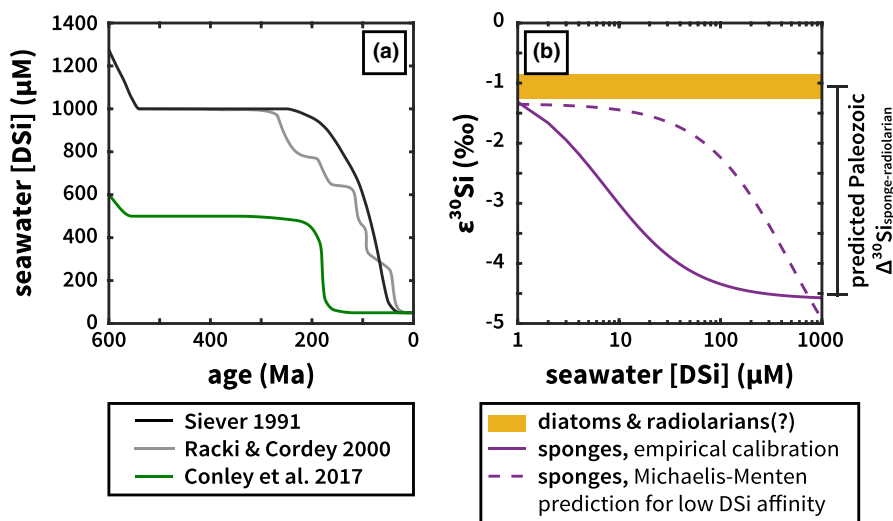 (a)
seawater [DSi] (μM)
1400
1200
1000
800
600
400
200
0
600
400
200
0
age (Ma)
Siever 1991
Racki & Cordey 2000
Conley et al. 2017
(b)
ε³⁰Si (‰)
-0
-1
-2
-3
-4
-5
1
10
100
1000
seawater [DSi] (μM)
predicted Paleozoic
Δ³⁰Si sponge-radiolarian
diatoms & radiolarians(?)
sponges, empirical calibration
sponges, Michaelis-Menten
prediction for low DSi affinity